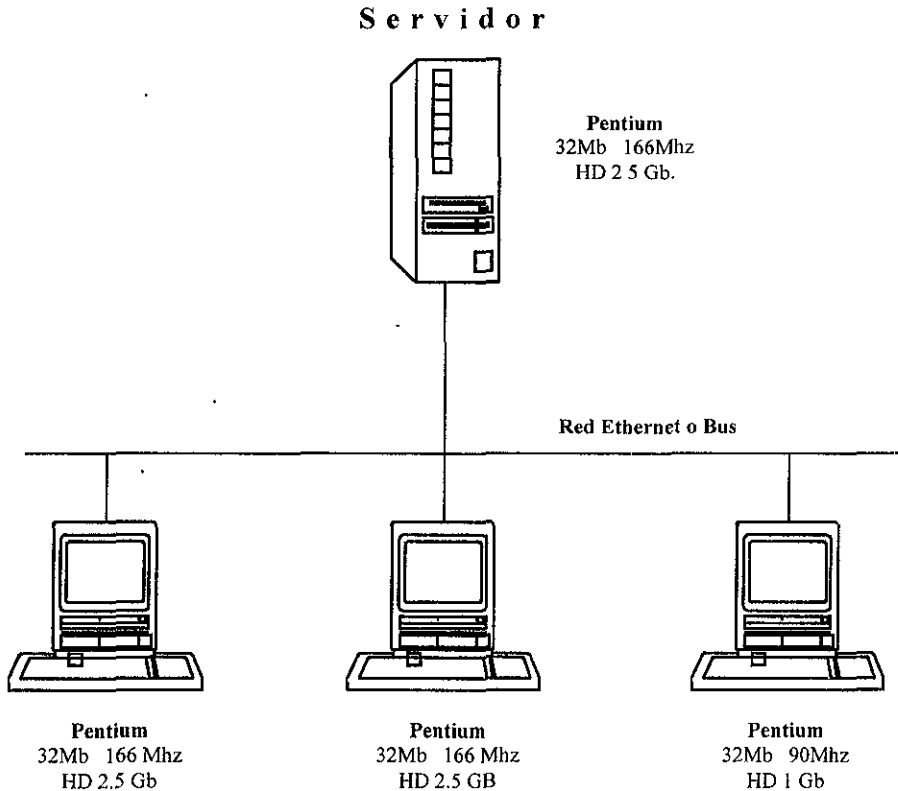 Servidor
Pentium
32Mb 166Mhz
HD 2 5 Gb.
Red Ethernet o Bus
Pentium
32Mb 166 Mhz
HD 2.5 Gb
Pentium
32Mb 166 Mhz
HD 2.5 GB
Pentium
32Mb 90Mhz
HD 1 Gb